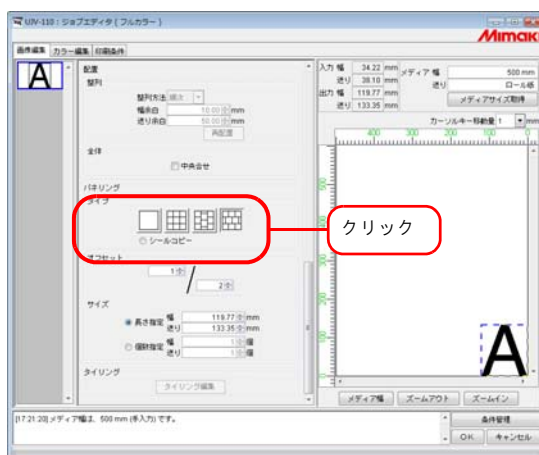 UJV-110 : ジョブエディタ ( フルカラー )
Mimaki
画像編集 カラー編集 印刷条件
A
配置
整列
整列方法 順次
幅余白 10.00 mm
送り余白 50.00 mm
再配置
全体
中央合せ
パネリング
タイプ
シールコピー
クリック
オフセット
1 / 2
サイズ
長さ指定 幅 119.77 mm
送り 133.35 mm
個数指定 幅 1 個
送り 1 個
タイリング
タイリング編集
入力 幅 34.22 mm
送り 38.10 mm
出力 幅 119.77 mm
送り 133.35 mm
メディア 幅 500 mm
送り ロール紙
メディアサイズ取得
カーソルキー移動量 1 mm
400 300 200 100 0
500
400
300
200
100
0
A
メディア幅 ズームアウト ズームイン
[17:21:20] メディア幅は、500 mm (手入力) です。
条件管理
OK キャンセル